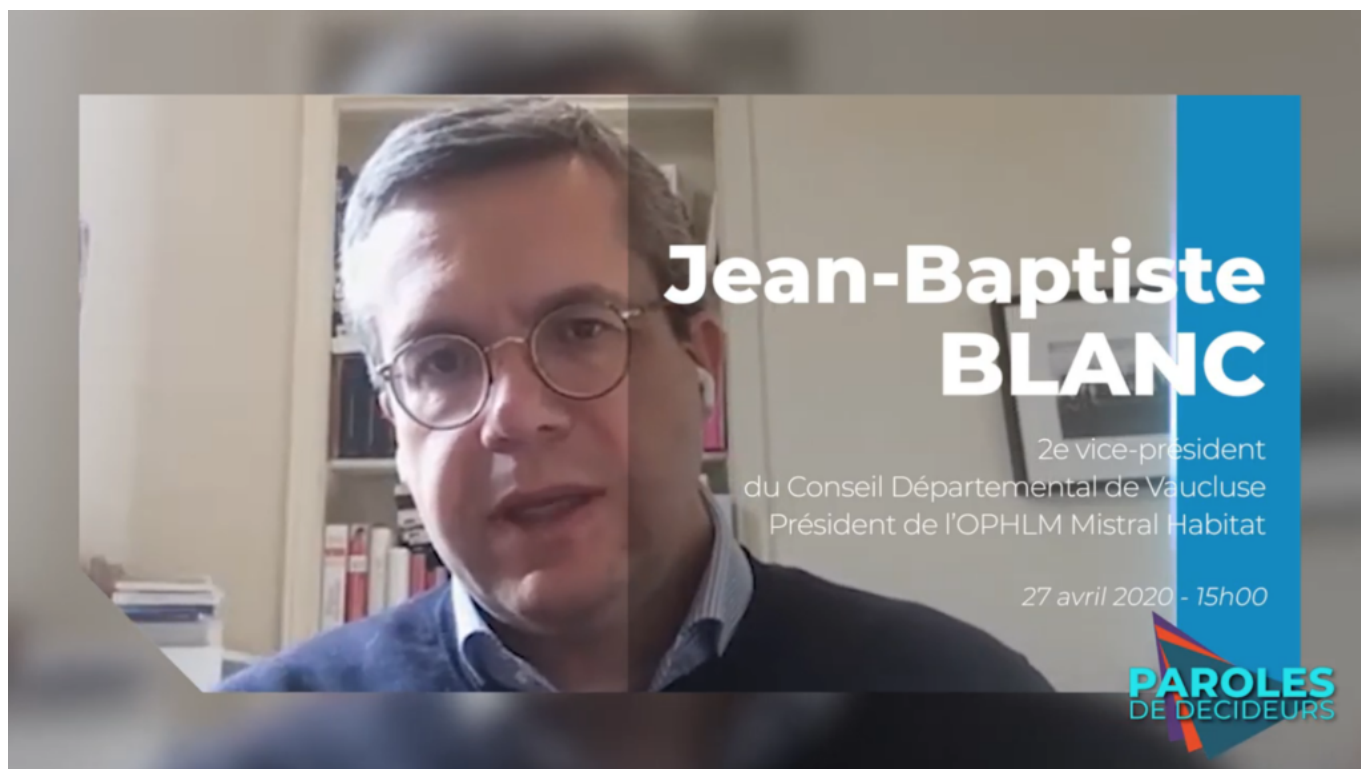 Jean-Baptiste
BLANC
2e vice-président
du Conseil Départemental de Vaucluse
Président de l'OPHLM Mistral Habitat
27 avril 2020 - 15h00
PAROLES
DE DECIDEURS